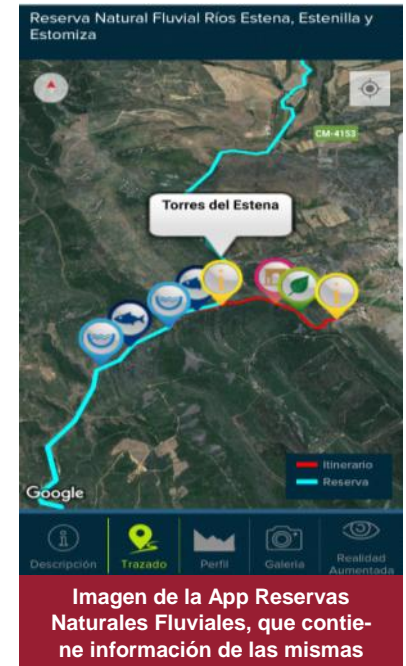 Reserva Natural Fluvial Ríos Estena, Estenilla y
Estomiza
CM-4153
Torres del Estena
Itinerario
Reserva
Google
Descripción
Trazado
Perfil
Galería
Realidad
Aumentada
Imagen de la App Reservas
Naturales Fluviales, que contie-
ne información de las mismas